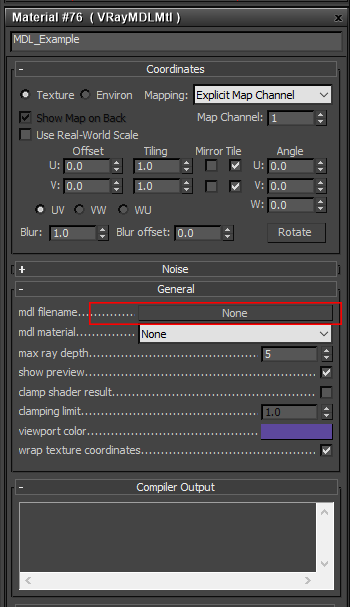 Material #76 ( VRayMDLMtl ) x
MDL_Example
- Coordinates
Texture Environ Mapping: Explicit Map Channel
Show Map on Back Map Channel: 1
Use Real-World Scale
Offset Tiling Mirror Tile Angle
U: 0.0 1.0 U: 0.0
V: 0.0 1.0 V: 0.0
W: 0.0
UV VW WU
Blur: 1.0 Blur offset: 0.0 Rotate
+ Noise
- General
mdl filename.............. None
mdl material............... None
max ray depth.................................. 5
show preview....................................
clamp shader result............................
clamping limit.................................... 1.0
viewport color...................................
wrap texture coordinates.....................
- Compiler Output